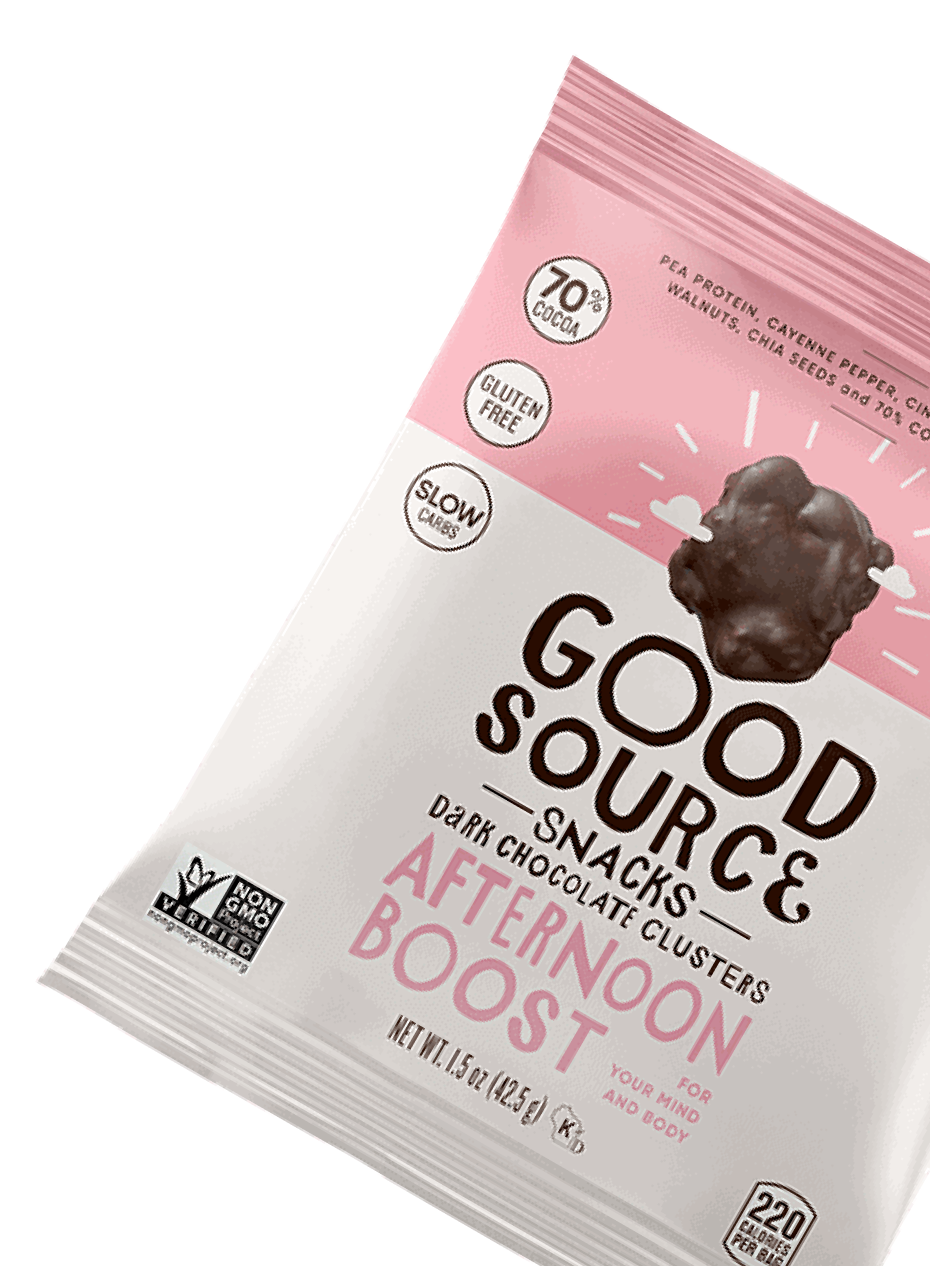 70%
COCOA
PEA PROTEIN, CAYENNE PEPPER, CIN
WALNUTS, CHIA SEEDS and 70% CO
GLUTEN
FREE
SLOW
CARBS
GOOD
SOURCE
SNACKS
DARK CHOCOLATE CLUSTERS
AFTERNOON
BOOST
FOR
YOUR MIND
AND BODY
NON
GMO
Project
VERIFIED
nongmoproject.org
NET WT. 1.5 oz (42.5 g)
K
D
220
CALORIES
PER BAG